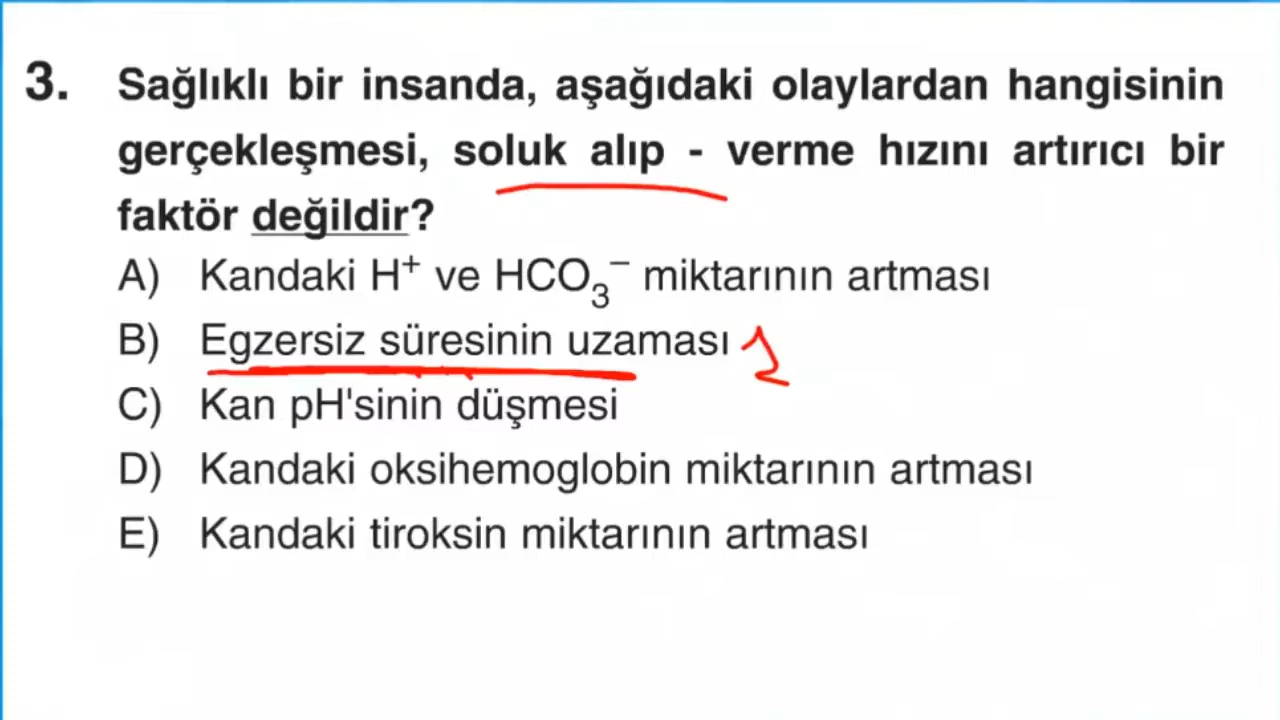 3. Sağlıklı bir insanda, aşağıdaki olaylardan hangisinin
gerçekleşmesi, soluk alıp - verme hızını artırıcı bir
faktör değildir?
A) Kandaki H⁺ ve HCO₃⁻ miktarının artması
B) Egzersiz süresinin uzaması
C) Kan pH'sinin düşmesi
D) Kandaki oksihemoglobin miktarının artması
E) Kandaki tiroksin miktarının artması